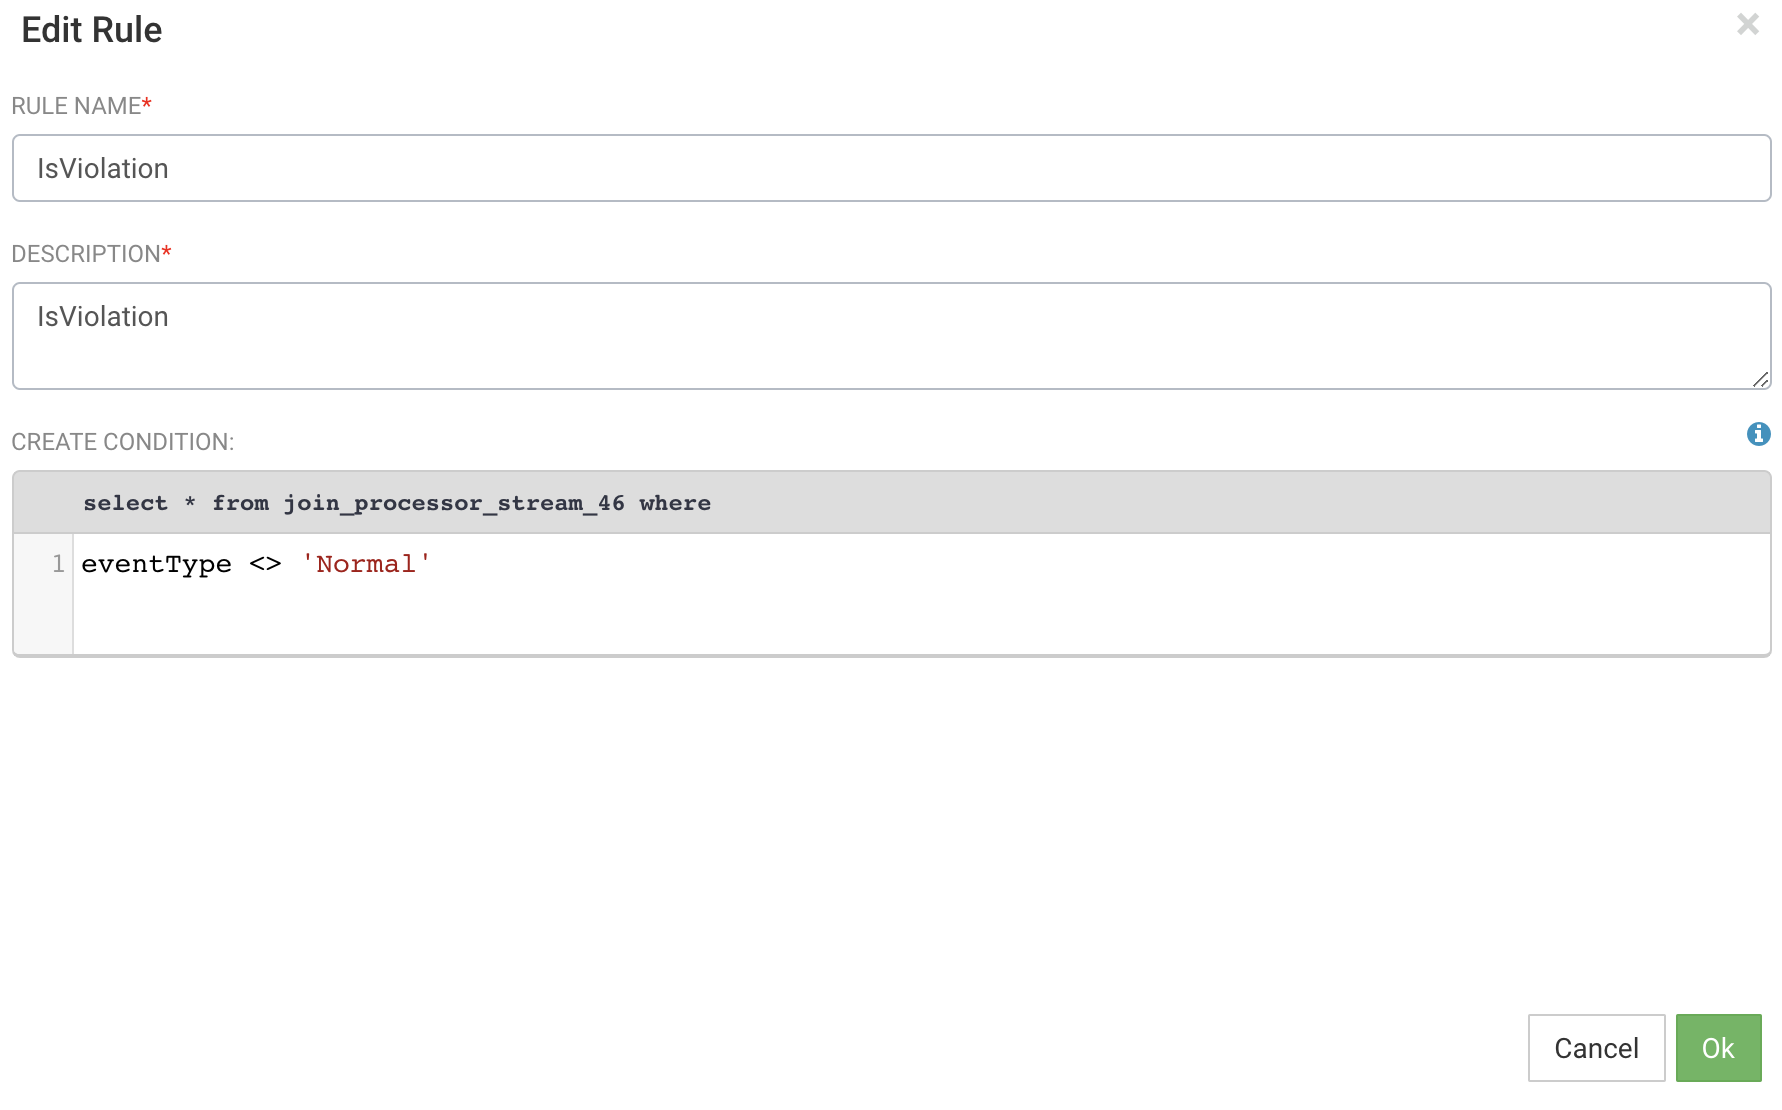 Edit Rule
RULE NAME*
IsViolation
DESCRIPTION*
IsViolation
CREATE CONDITION:
select * from join_processor_stream_46 where
1 eventType <> 'Normal'
Cancel Ok